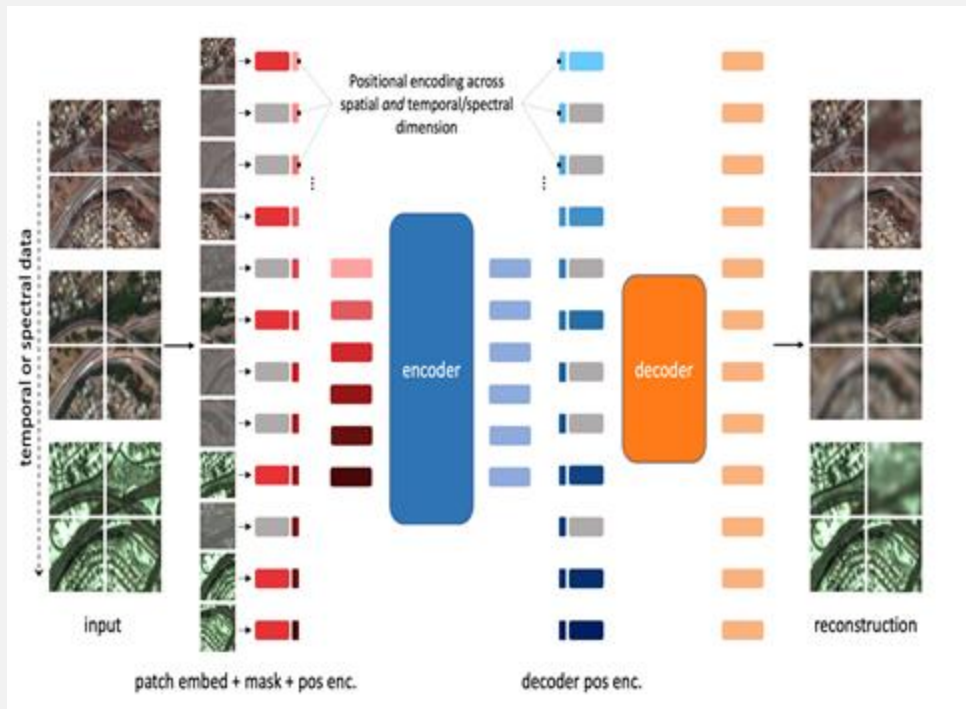 Positional encoding across
spatial and temporal/spectral
dimension
...
...
temporal or spectral data
encoder
decoder
input
reconstruction
patch embed + mask + pos enc.
decoder pos enc.